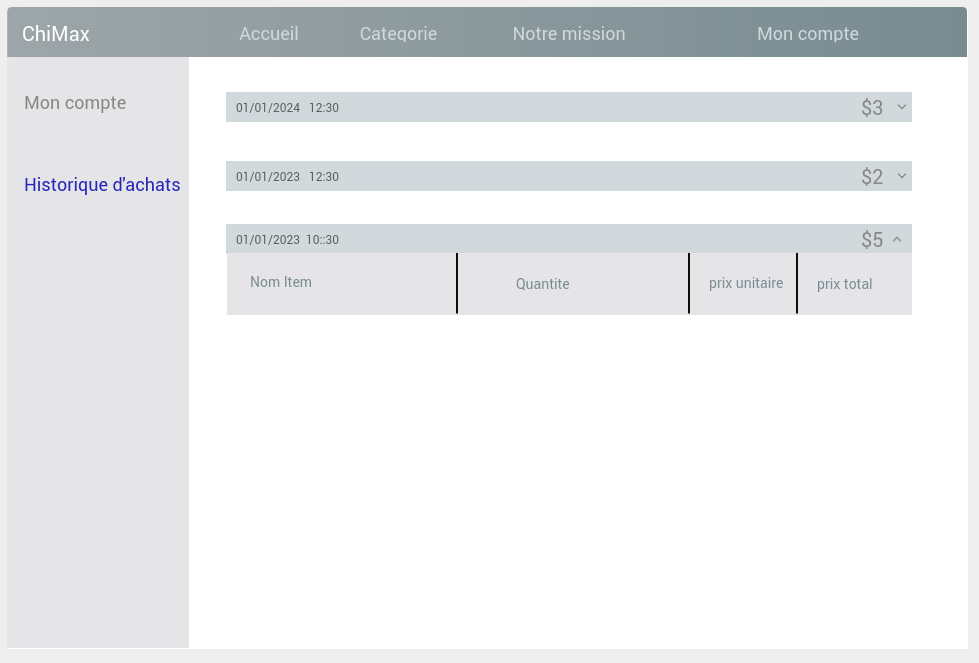 ChiMax Accueil Categorie Notre mission Mon compte
Mon compte
Historique d'achats
01/01/2024 12:30 $3
01/01/2023 12:30 $2
01/01/2023 10::30 $5
Nom Item Quantite prix unitaire prix total